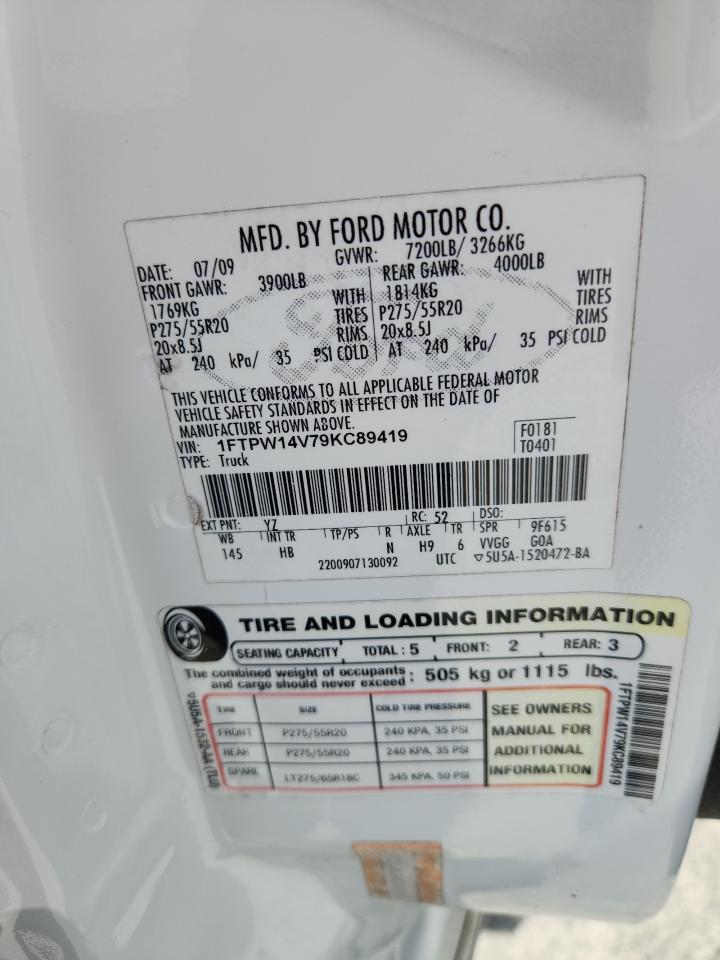 MFD. BY FORD MOTOR CO.
DATE: 07/09 GVWR: 7200LB/ 3266KG
FRONT GAWR: 3900LB REAR GAWR: 4000LB
1769KG WITH 1814KG WITH
P275/55R20 TIRES P275/55R20 TIRES
20x8.5J RIMS 20x8.5J RIMS
AT 240 kPa/ 35 PSI COLD AT 240 kPa/ 35 PSI COLD
THIS VEHICLE CONFORMS TO ALL APPLICABLE FEDERAL MOTOR
VEHICLE SAFETY STANDARDS IN EFFECT ON THE DATE OF
MANUFACTURE SHOWN ABOVE.
VIN: 1FTPW14V79KC89419 F0181
TYPE: Truck T0401
EXT PNT: YZ RC: 52 DSO:
WB INT TR TP/PS R AXLE TR SPR 9F615
145 HB N H9 6 VVGG GOA
2200907130092 UTC ▽5U5A-1520472-BA
TIRE AND LOADING INFORMATION
SEATING CAPACITY TOTAL : 5 FRONT: 2 REAR: 3
The combined weight of occupants and cargo should never exceed : 505 kg or 1115 lbs.
TIRE SIZE COLD TIRE PRESSURE SEE OWNERS
FRONT P275/55R20 240 KPA, 35 PSI MANUAL FOR
REAR P275/55R20 240 KPA, 35 PSI ADDITIONAL
SPARE LT275/65R18C 345 KPA, 50 PSI INFORMATION
▽5U5A-1532-AA (TLU)
1FTPW14V79KC89419